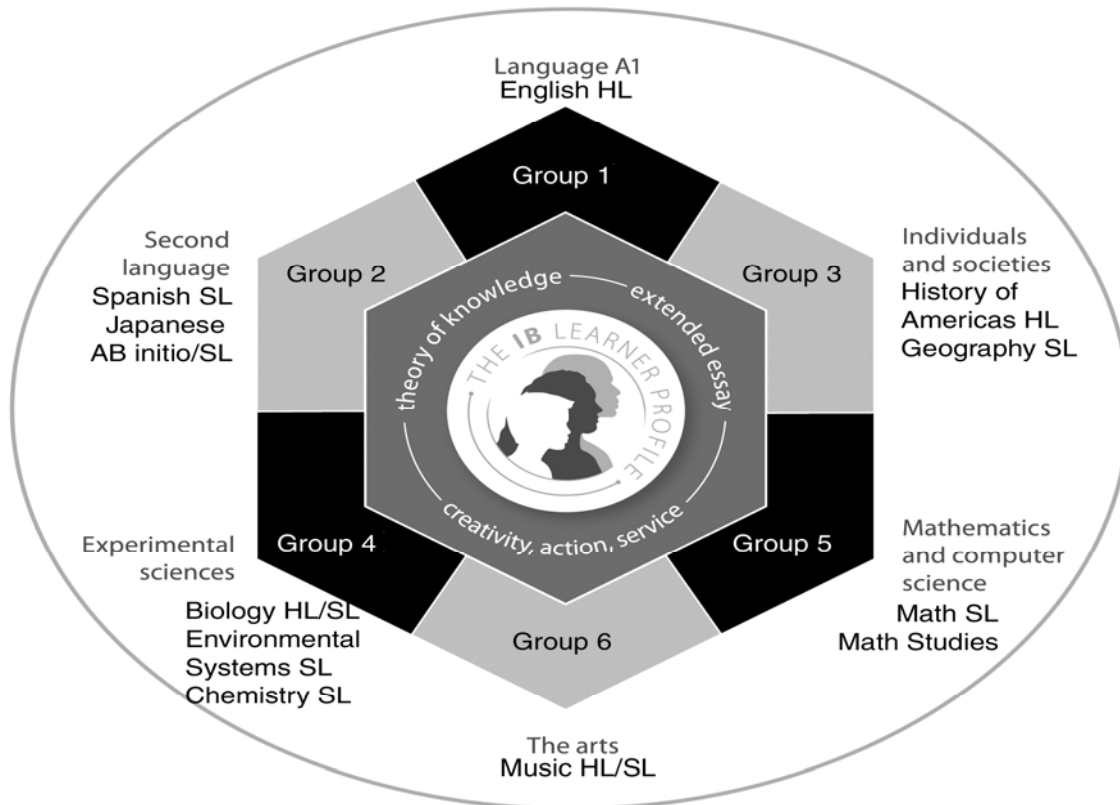 Language A1
English HL
Group 1
Second
language
Spanish SL
Japanese
AB initio/SL
Group 2
Group 3
Individuals
and societies
History of
Americas HL
Geography SL
theory of knowledge
extended essay
THE IB LEARNER PROFILE
creativity, action, service
Experimental
sciences
Biology HL/SL
Environmental
Systems SL
Chemistry SL
Group 4
Group 5
Mathematics
and computer
science
Math SL
Math Studies
Group 6
The arts
Music HL/SL